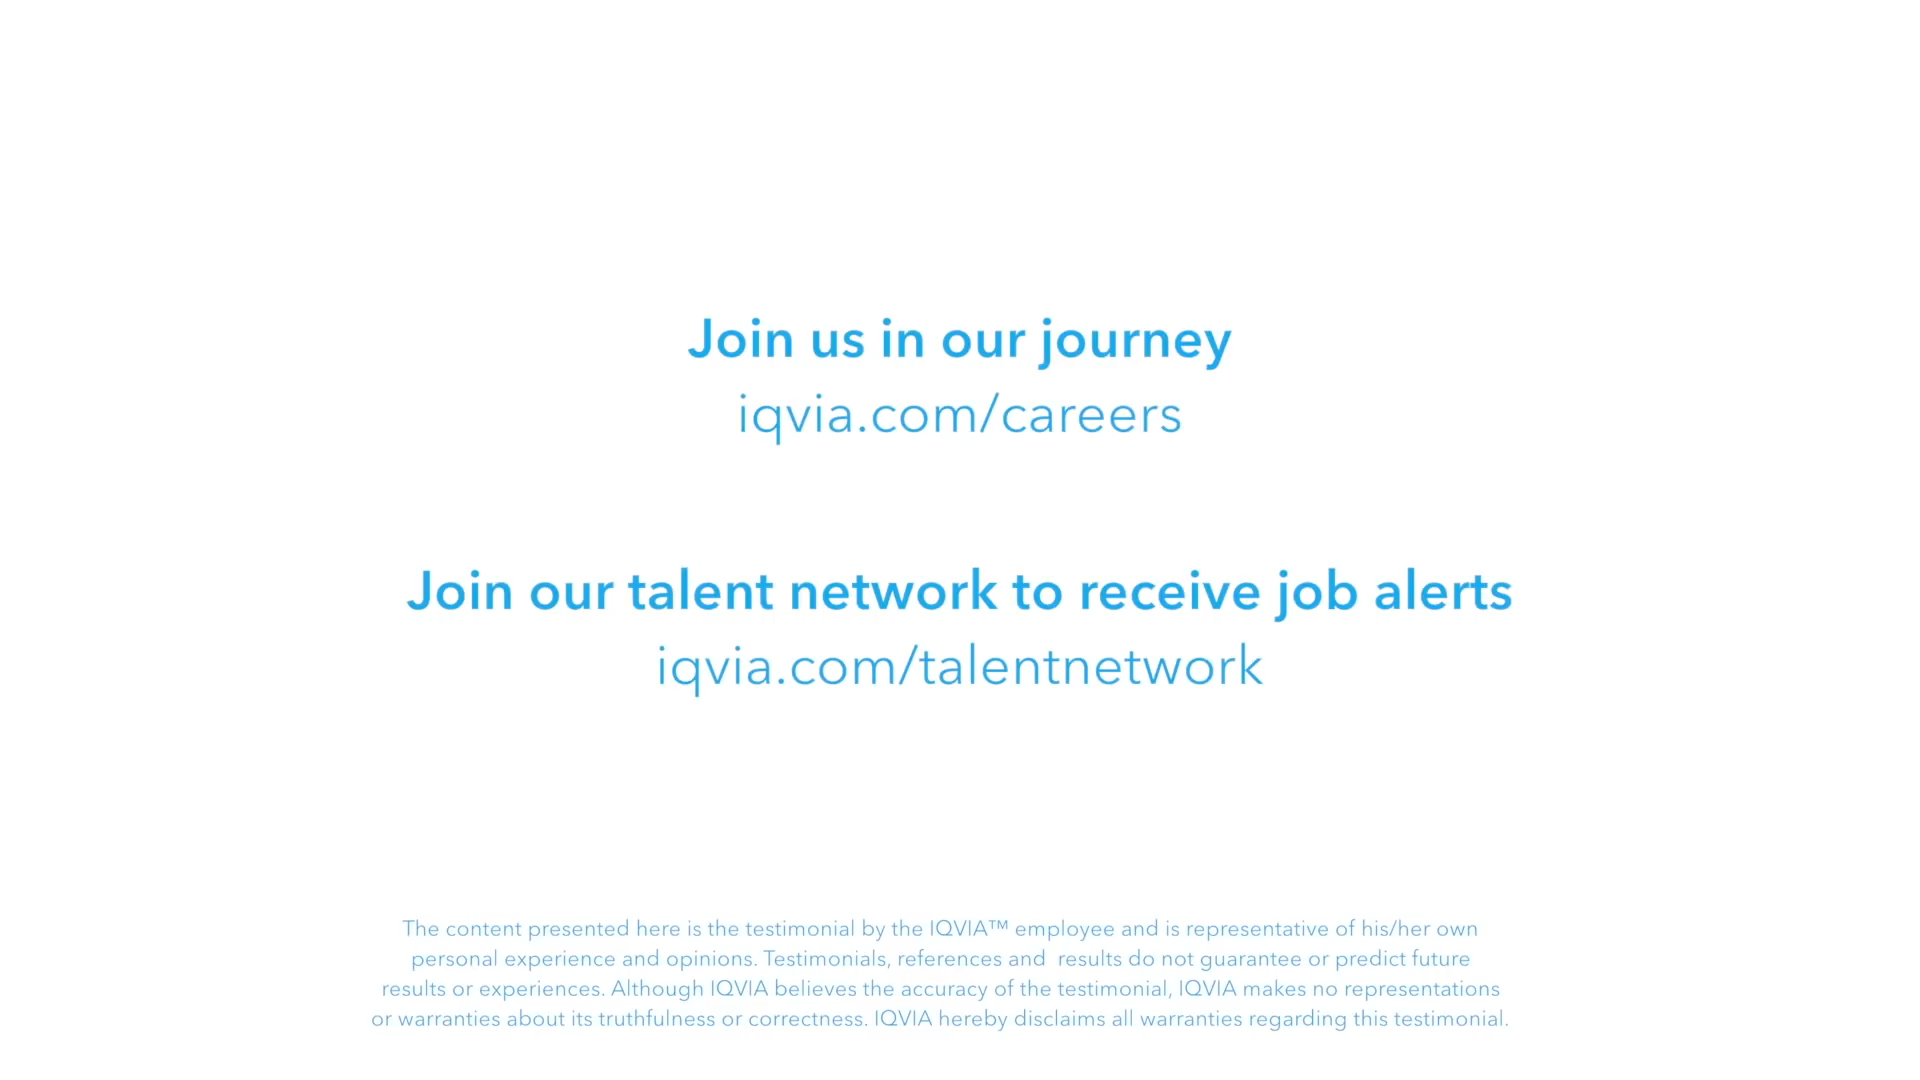 Join us in our journey
iqvia.com/careers
Join our talent network to receive job alerts
iqvia.com/talentnetwork
The content presented here is the testimonial by the IQVIA™ employee and is representative of his/her own
personal experience and opinions. Testimonials, references and  results do not guarantee or predict future
results or experiences. Although IQVIA believes the accuracy of the testimonial, IQVIA makes no representations
or warranties about its truthfulness or correctness. IQVIA hereby disclaims all warranties regarding this testimonial.